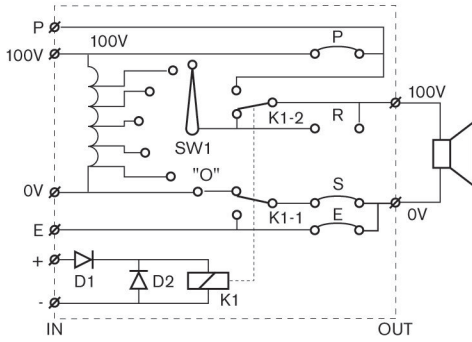 P
100V
100V
P
100V
R
K1-2
SW1
"O"
0V
S
E
K1-1
0V
E
+
D1
D2
K1
-
IN
OUT